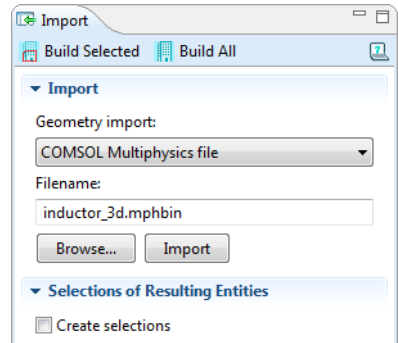 Import
Build Selected Build All
Import
Geometry import:
COMSOL Multiphysics file
Filename:
inductor_3d.mphbin
Browse... Import
Selections of Resulting Entities
Create selections